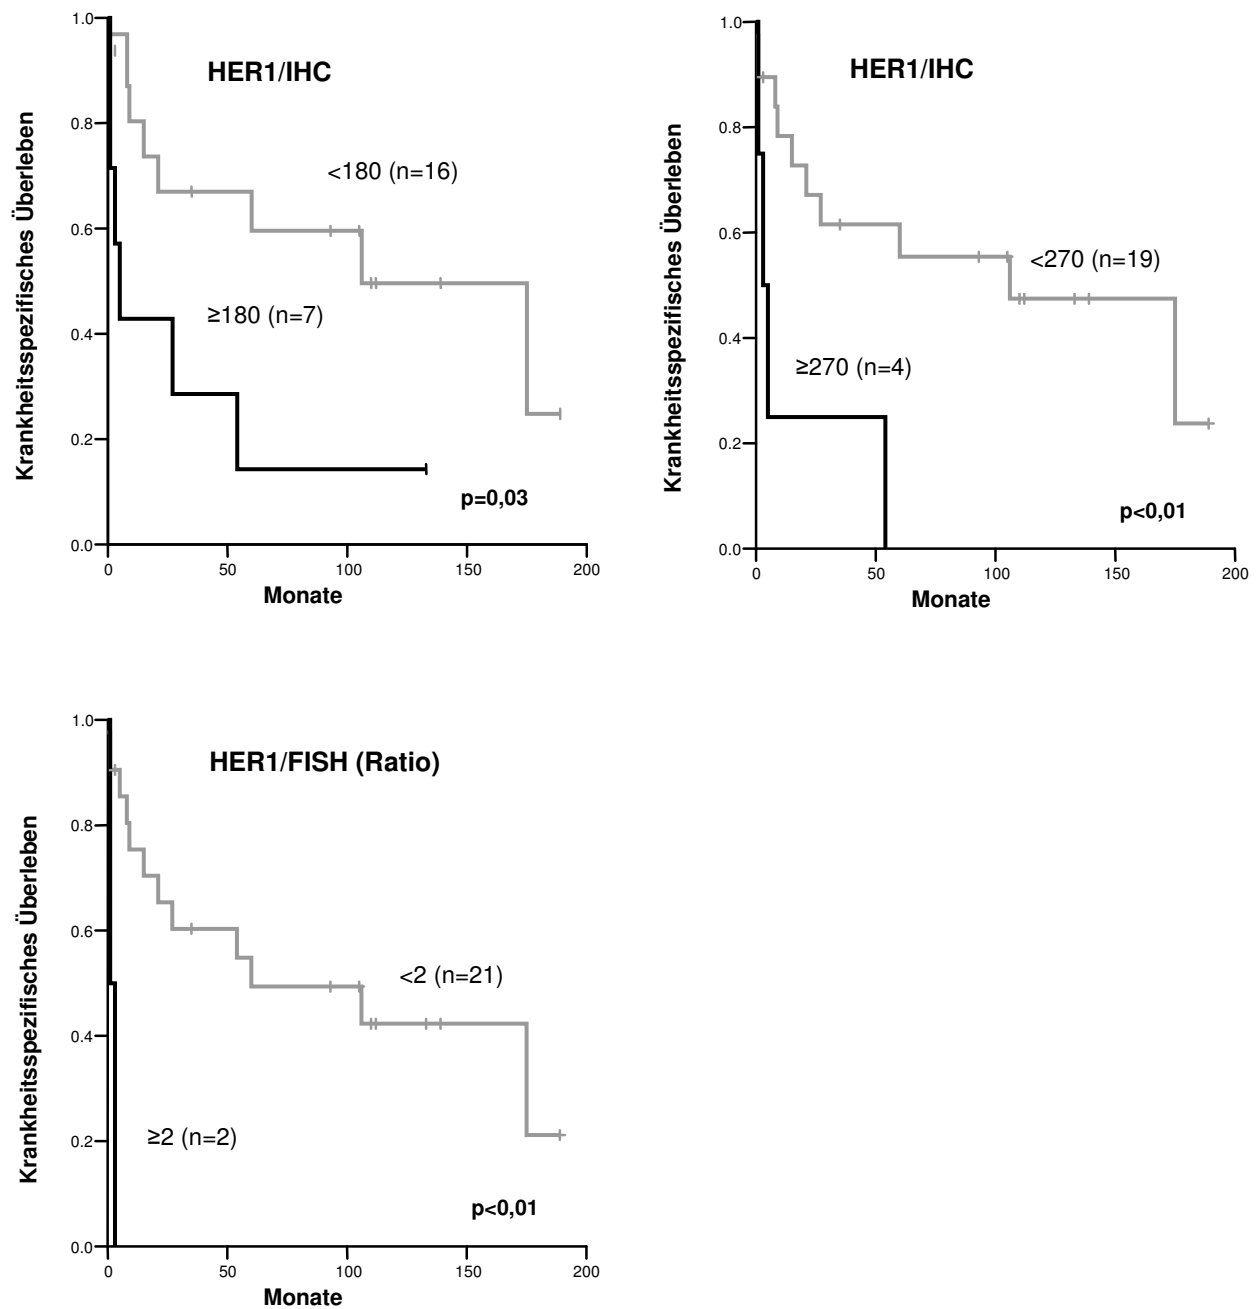 HER1/IHC
Krankheitsspezifisches Überleben
1.0
0.8
0.6
0.4
0.2
0.0
<180 (n=16)
≥180 (n=7)
p=0,03
0 50 100 150 200
Monate
HER1/IHC
Krankheitsspezifisches Überleben
1.0
0.8
0.6
0.4
0.2
0.0
<270 (n=19)
≥270 (n=4)
p<0,01
0 50 100 150 200
Monate
HER1/FISH (Ratio)
Krankheitsspezifisches Überleben
1.0
0.8
0.6
0.4
0.2
0.0
<2 (n=21)
≥2 (n=2)
p<0,01
0 50 100 150 200
Monate